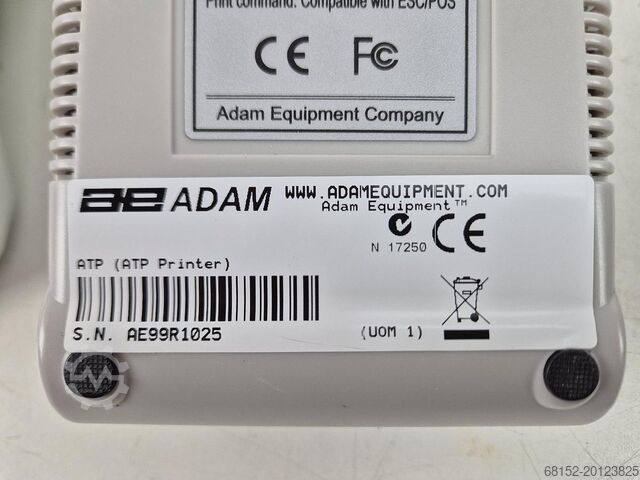 Print command: Compatible with ESC/POS
CE FC
Adam Equipment Company
ae ADAM WWW.ADAMEQUIPMENT.COM
Adam Equipment™
N 17250 CE
ATP (ATP Printer)
S.N. AE99R1025 (UOM 1)
68152-20123825